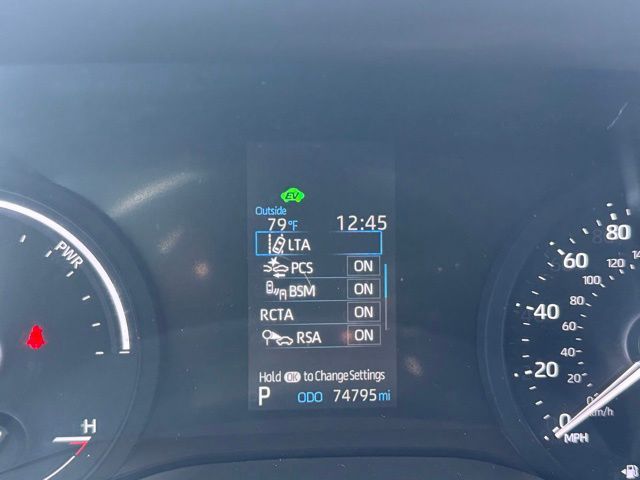 EV
Outside
79°F 12:45
LTA
PCS ON
BSM ON
RCTA ON
RSA ON
Hold OK to Change Settings
P ODO 74795 mi
PWR
H
80
60
40
20
0
MPH
100
80
60
40
20
0
km/h